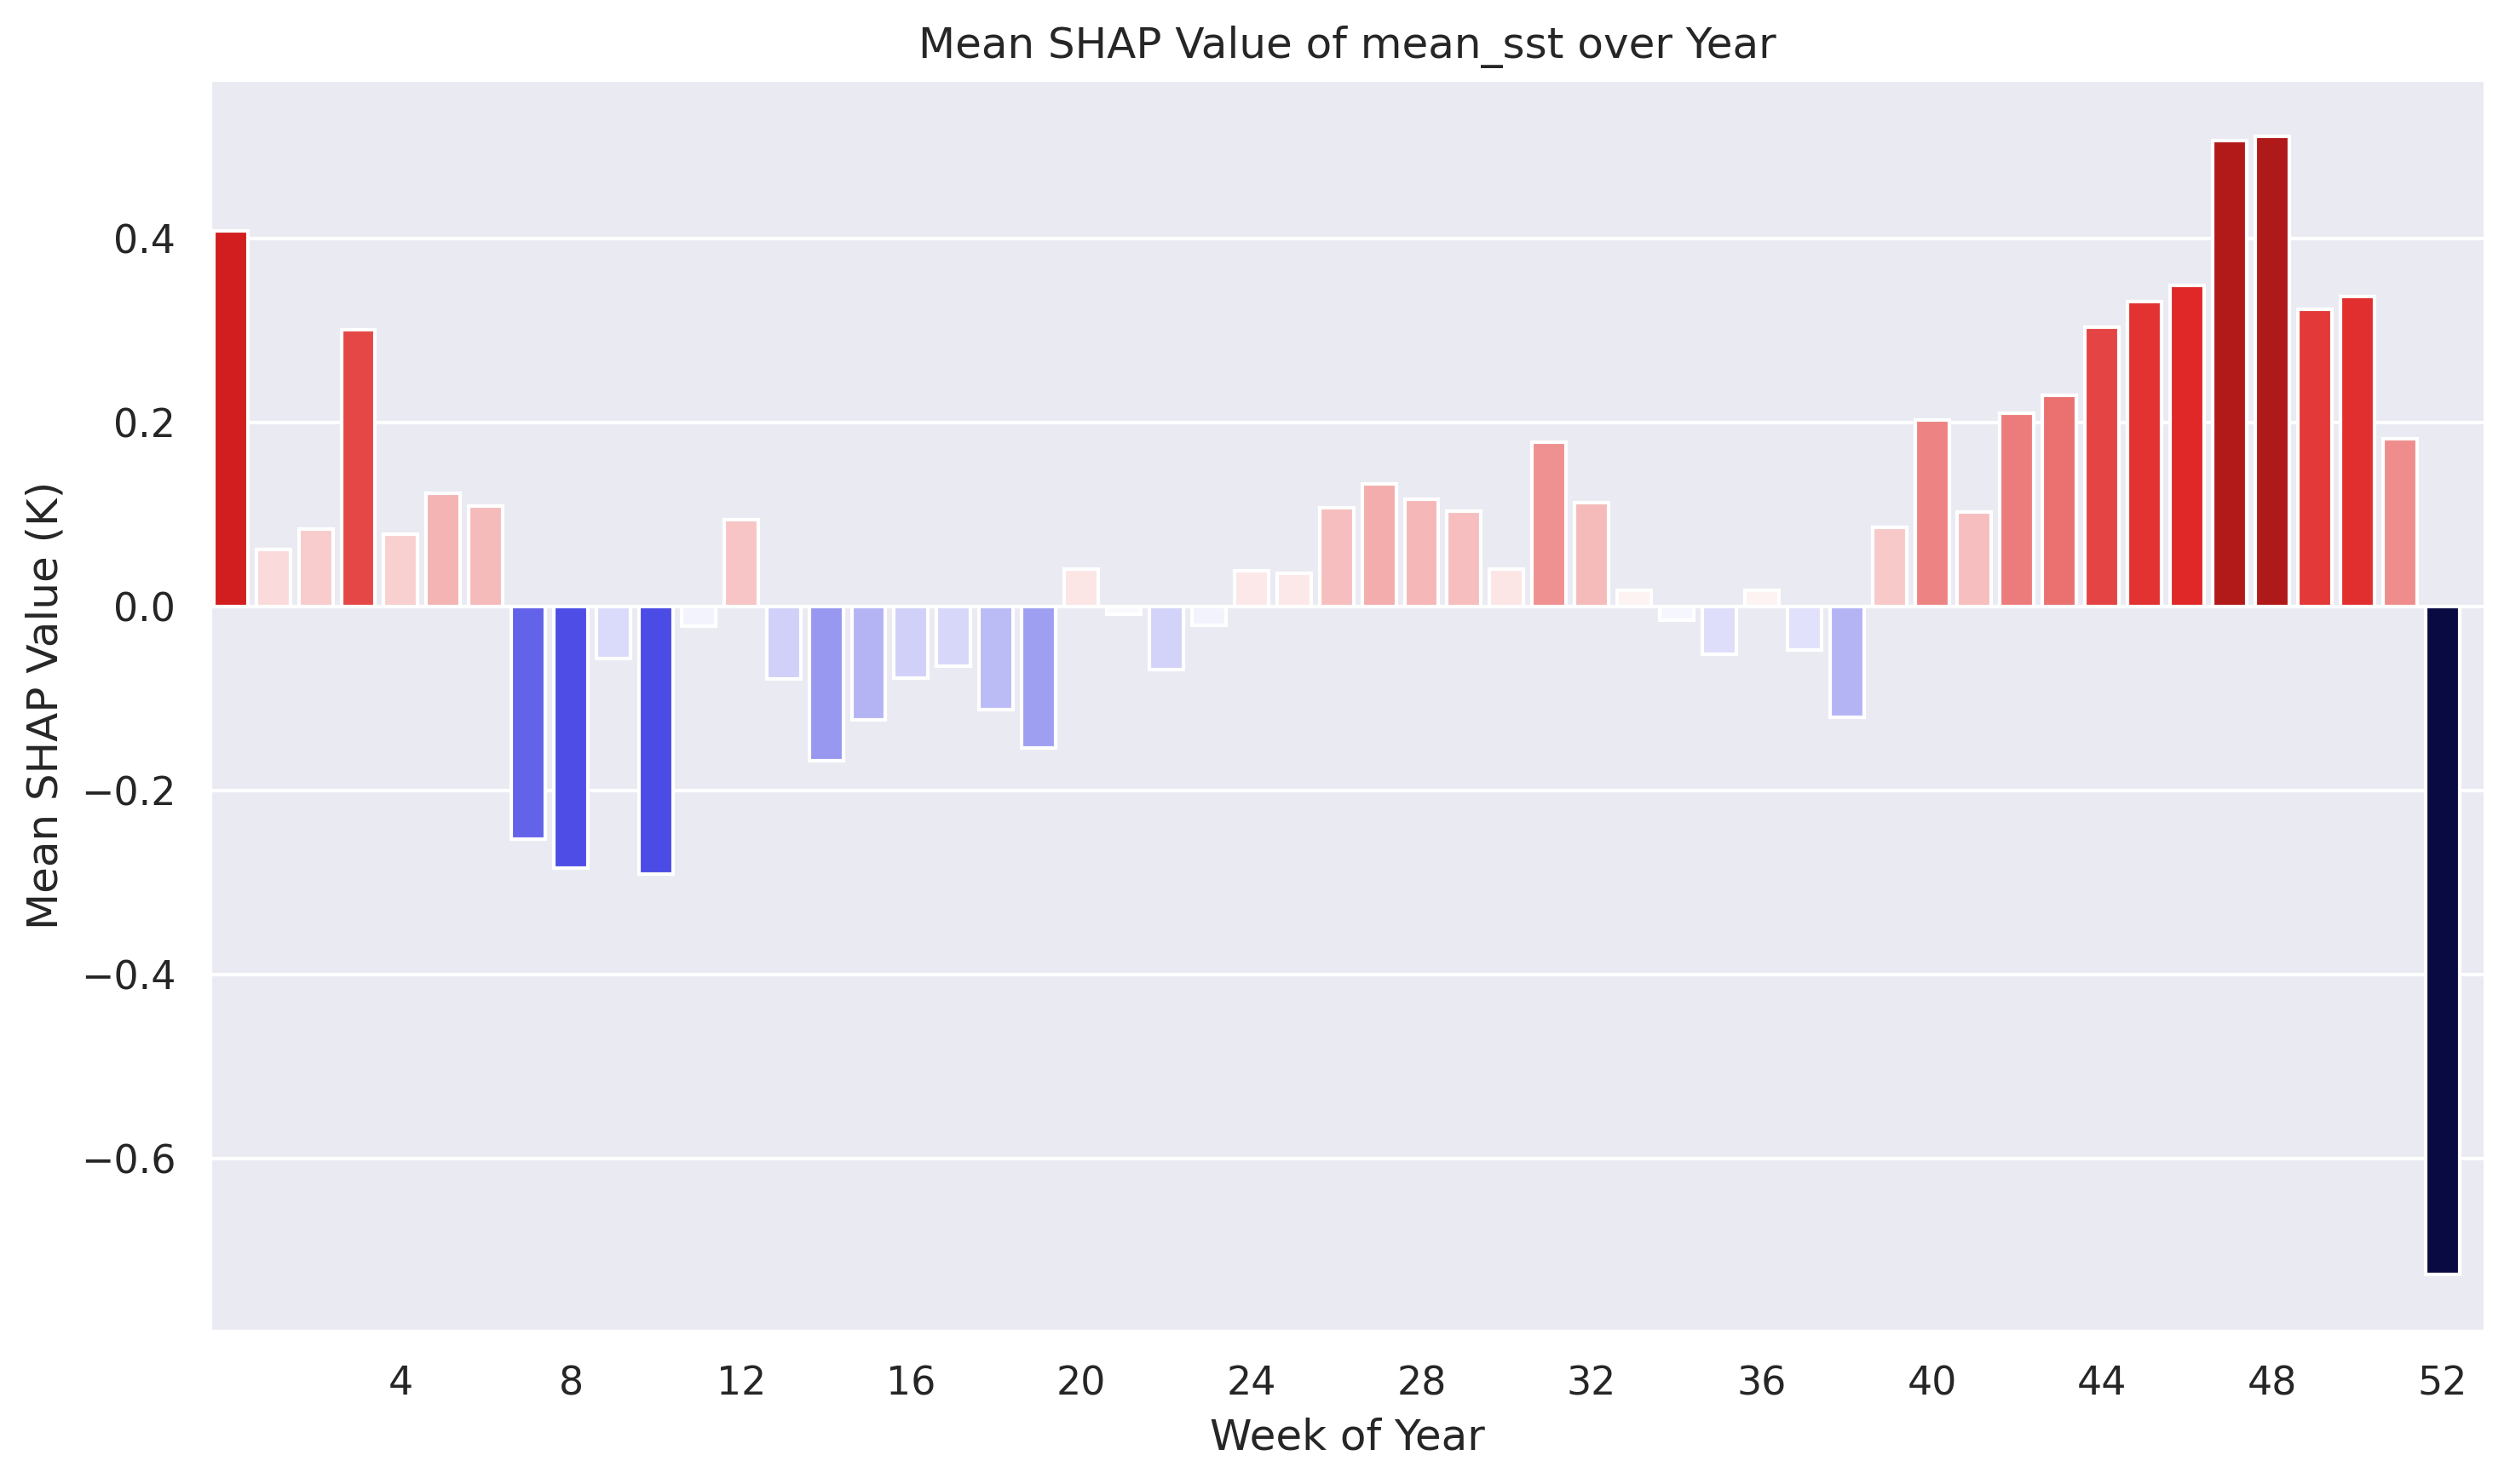 Mean SHAP Value of mean_sst over Year
Mean SHAP Value (K)
0.4
0.2
0.0
−0.2
−0.4
−0.6
4 8 12 16 20 24 28 32 36 40 44 48 52
Week of Year